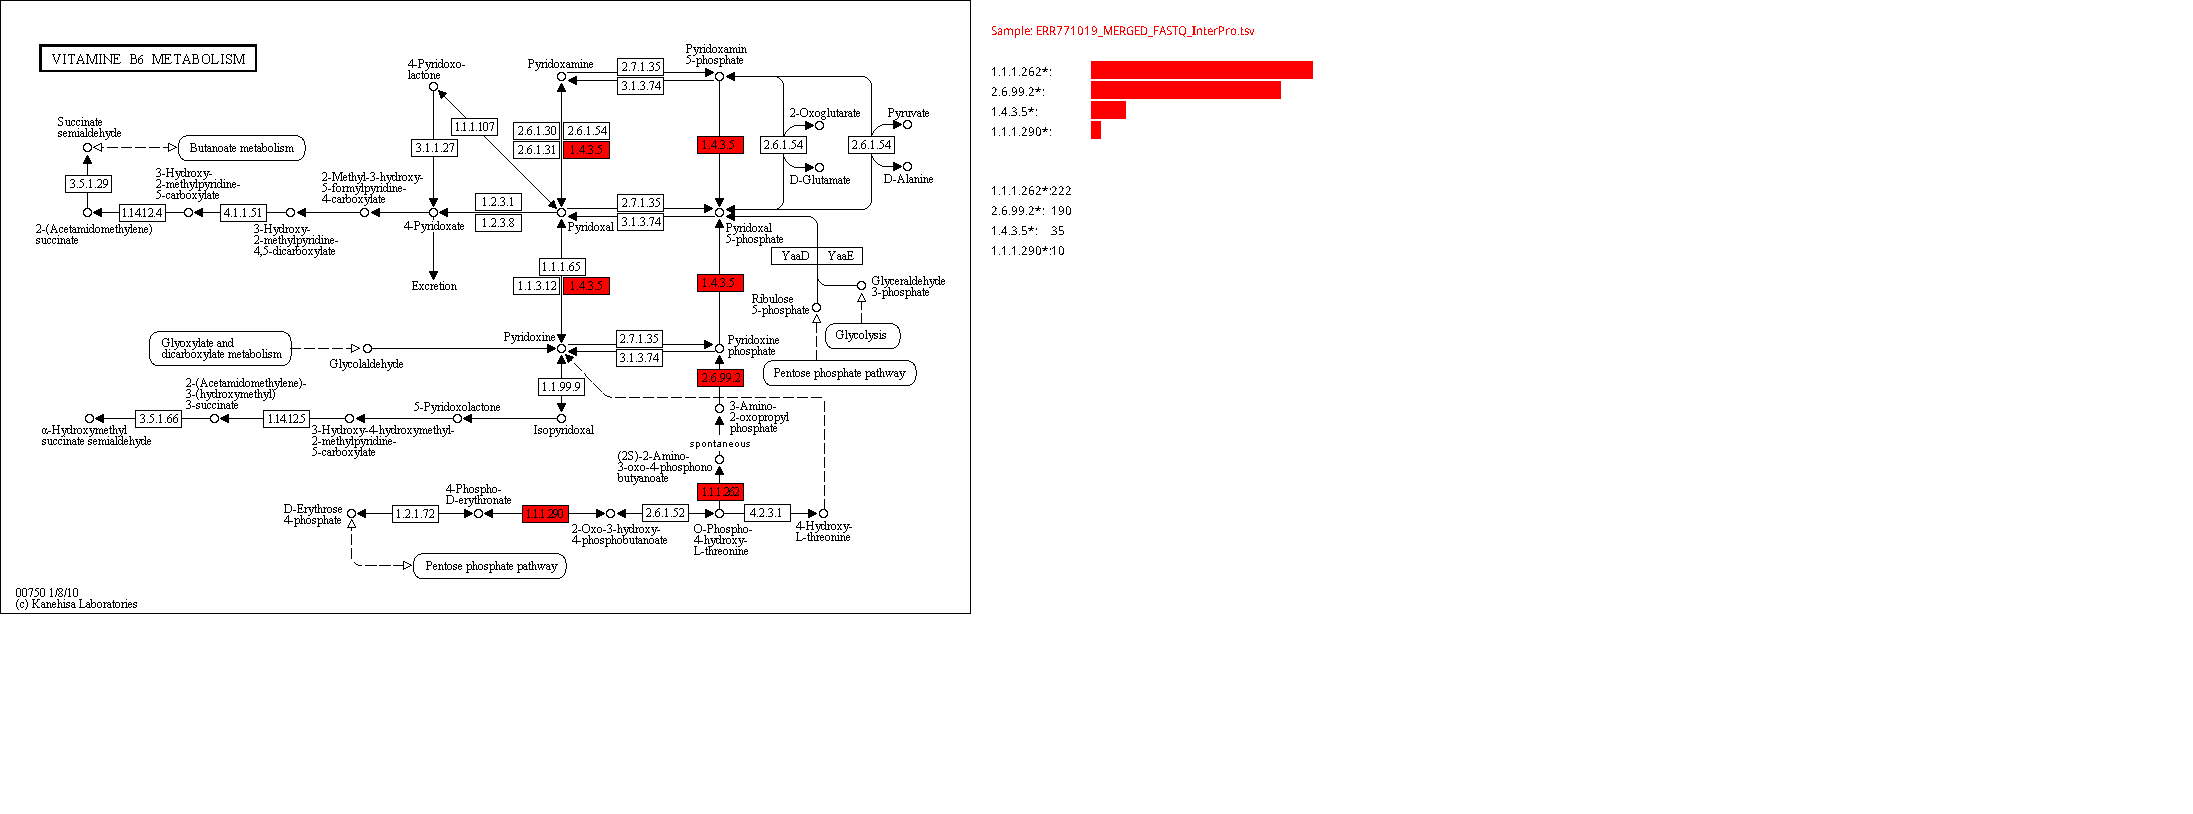 VITAMINE B6 METABOLISM
4-Pyridoxo-
lactone
Pyridoxamine
2.7.1.35
3.1.3.74
Pyridoxamin
5-phosphate
1.1.1.107
2.6.1.30
2.6.1.54
2.6.1.31
1.4.3.5
1.4.3.5
2-Oxoglutarate
2.6.1.54
D-Glutamate
Pyruvate
2.6.1.54
D-Alanine
Succinate
semialdehyde
Butanoate metabolism
3.1.1.27
3.5.1.29
3-Hydroxy-
2-methylpyridine-
5-carboxylate
2-Methyl-3-hydroxy-
5-formylpyridine-
4-carboxylate
1.14.12.4
4.1.1.51
1.2.3.1
1.2.3.8
2.7.1.35
3.1.3.74
2-(Acetamidomethylene)
succinate
3-Hydroxy-
2-methylpyridine-
4,5-dicarboxylate
4-Pyridoxate
Pyridoxal
Pyridoxal
5-phosphate
YaaD
YaaE
1.1.1.65
1.1.3.12
1.4.3.5
1.4.3.5
Excretion
Glyceraldehyde
3-phosphate
Ribulose
5-phosphate
Glycolysis
Pentose phosphate pathway
Glyoxylate and
dicarboxylate metabolism
Glycolaldehyde
Pyridoxine
2.7.1.35
3.1.3.74
Pyridoxine
phosphate
2.6.99.2
1.1.99.9
2-(Acetamidomethylene)-
3-(hydroxymethyl)
3-succinate
5-Pyridoxolactone
3-Amino-
2-oxopropyl
phosphate
3.5.1.66
1.14.12.5
α-Hydroxymethyl
succinate semialdehyde
3-Hydroxy-4-hydroxymethyl-
2-methylpyridine-
5-carboxylate
Isopyridoxal
spontaneous
(2S)-2-Amino-
3-oxo-4-phosphono
butyanoate
1.1.1.262
4-Phospho-
D-erythronate
D-Erythrose
4-phosphate
1.2.1.72
1.1.1.290
2.6.1.52
4.2.3.1
2-Oxo-3-hydroxy-
4-phosphobutanoate
O-Phospho-
4-hydroxy-
L-threonine
4-Hydroxy-
L-threonine
Pentose phosphate pathway
00750 1/8/10
(c) Kanehisa Laboratories
Sample: ERR771019_MERGED_FASTQ_InterPro.tsv
1.1.1.262*:
2.6.99.2*:
1.4.3.5*:
1.1.1.290*:
1.1.1.262*:222
2.6.99.2*: 190
1.4.3.5*: 35
1.1.1.290*:10